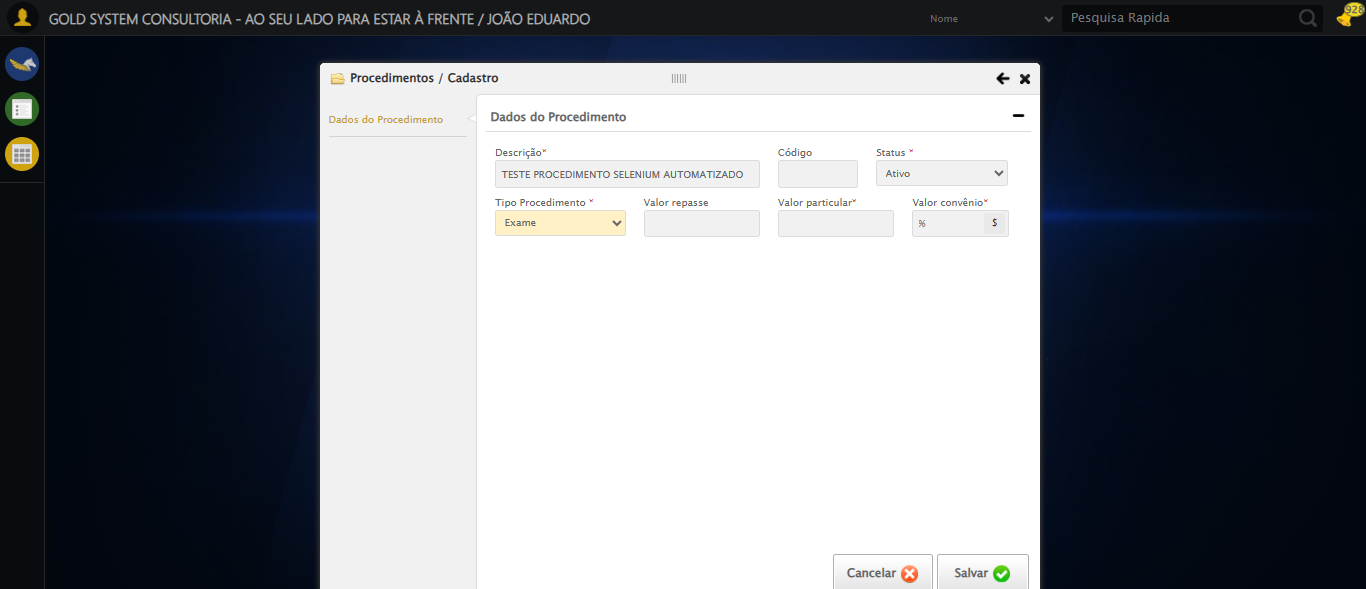 GOLD SYSTEM CONSULTORIA - AO SEU LADO PARA ESTAR À FRENTE / JOÃO EDUARDO
Nome
Pesquisa Rapida
928
Procedimentos / Cadastro
Dados do Procedimento
Dados do Procedimento
Descrição*
Código
Status *
TESTE PROCEDIMENTO SELENIUM AUTOMATIZADO
Ativo
Tipo Procedimento *
Valor repasse
Valor particular*
Valor convênio*
Exame
%
$
Cancelar
Salvar